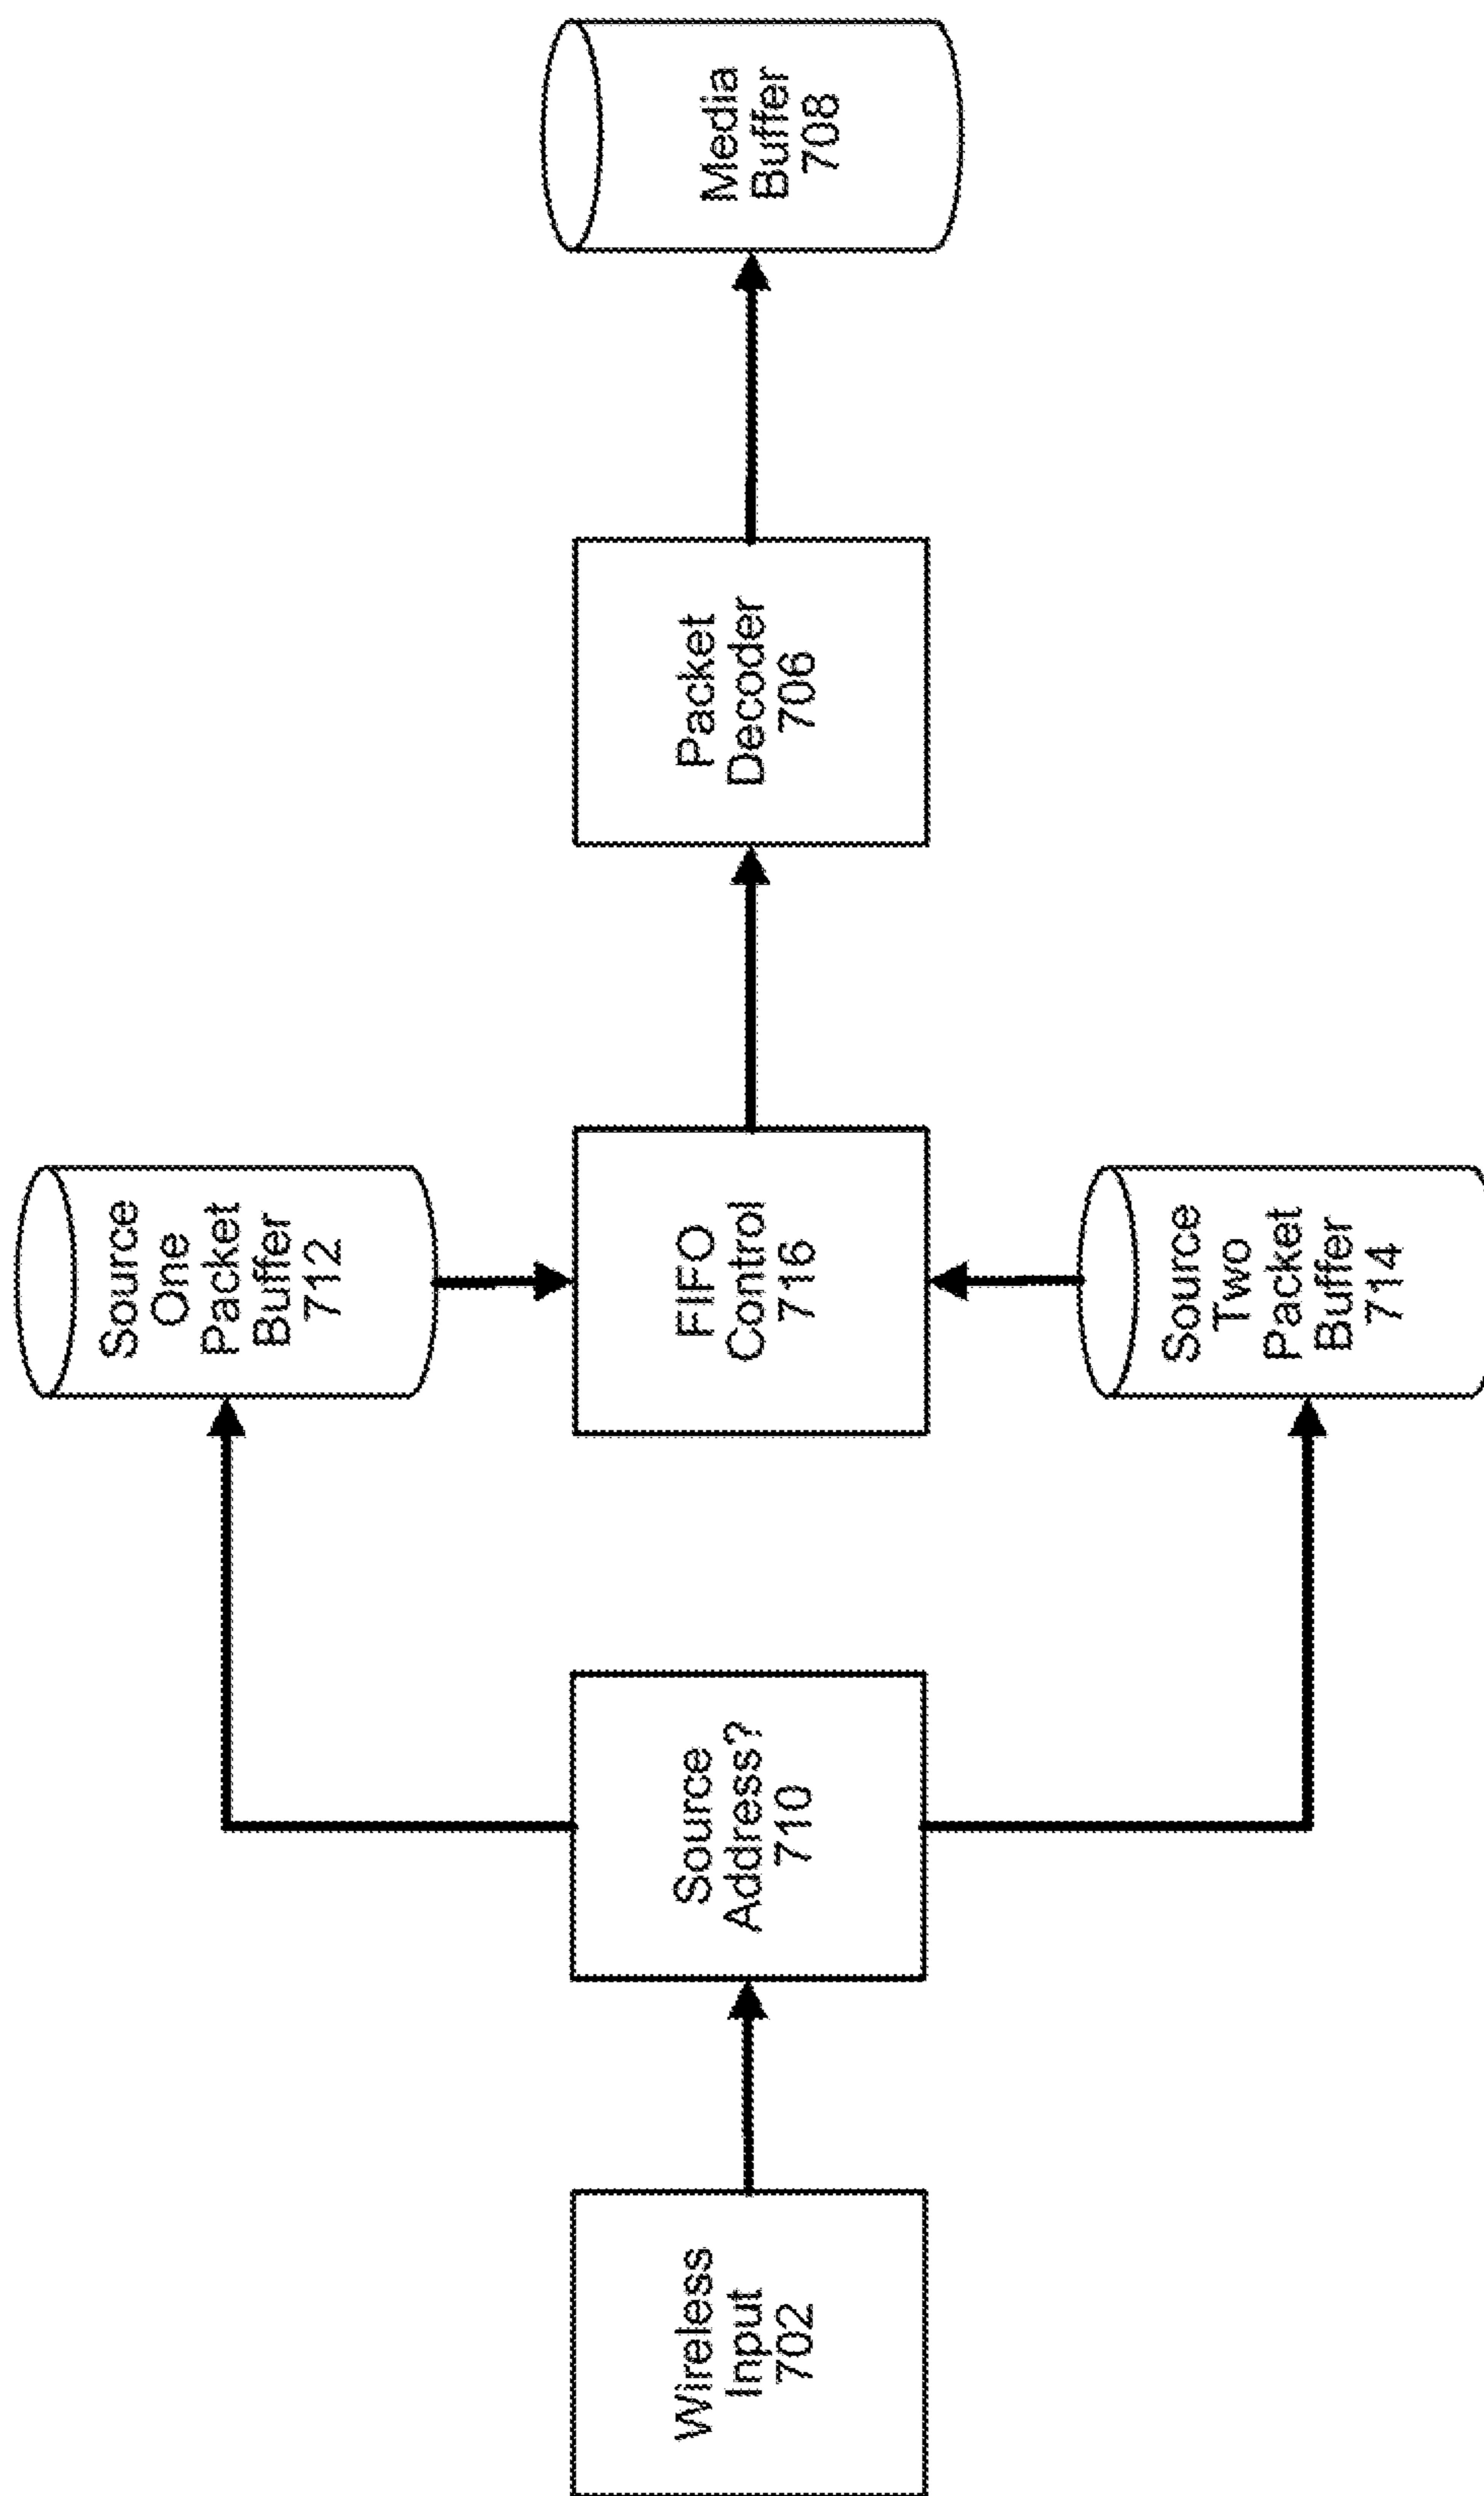 Wireless
Input
702
Source
Address?
710
Source
One
Packet
Buffer
712
FIFO
Control
716
Source
Two
Packet
Buffer
714
Packet
Decoder
706
Media
Buffer
708